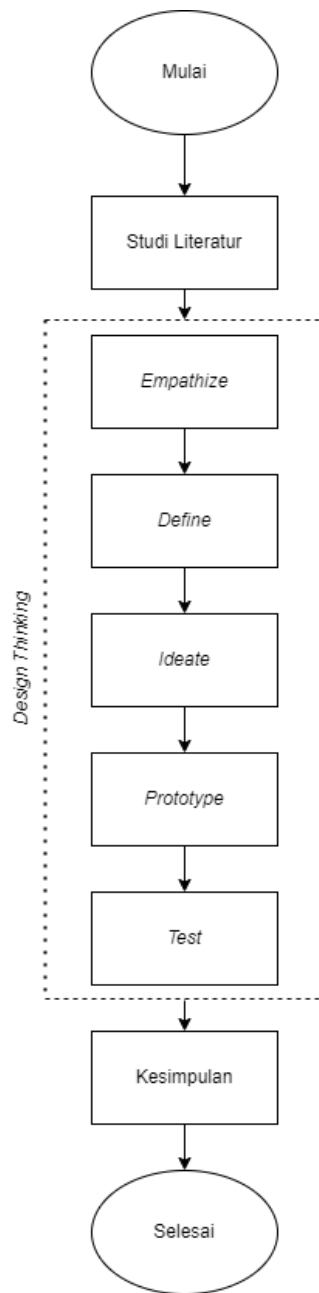 Mulai
Studi Literatur
Design Thinking
Empathize
Define
Ideate
Prototype
Test
Kesimpulan
Selesai